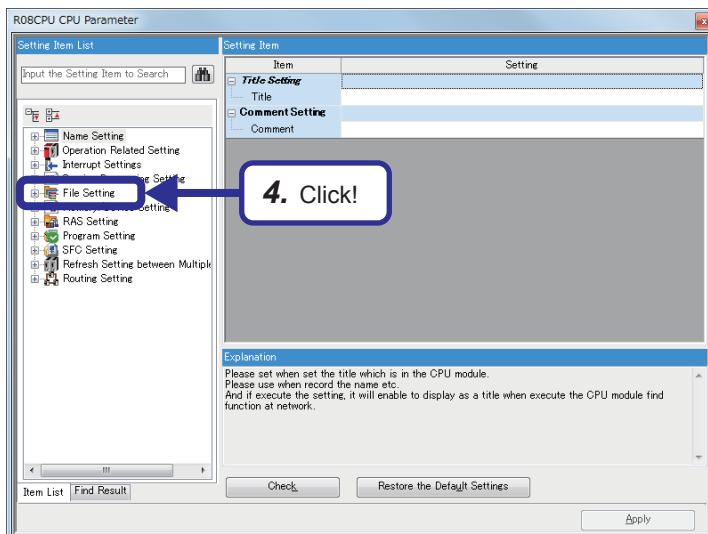 R08CPU CPU Parameter
Setting Item List
Setting Item
Input the Setting Item to Search
Item
Setting
Title Setting
Title
Comment Setting
Comment
Name Setting
Operation Related Setting
Interrupt Settings
Setting
File Setting
Setting
RAS Setting
Program Setting
SFC Setting
Refresh Setting between Multiple
Routing Setting
4. Click!
Explanation
Please set when set the title which is in the CPU module.
Please use when record the name etc.
And if execute the setting, it will enable to display as a title when execute the CPU module find
function at network.
Item List
Find Result
Check
Restore the Default Settings
Apply